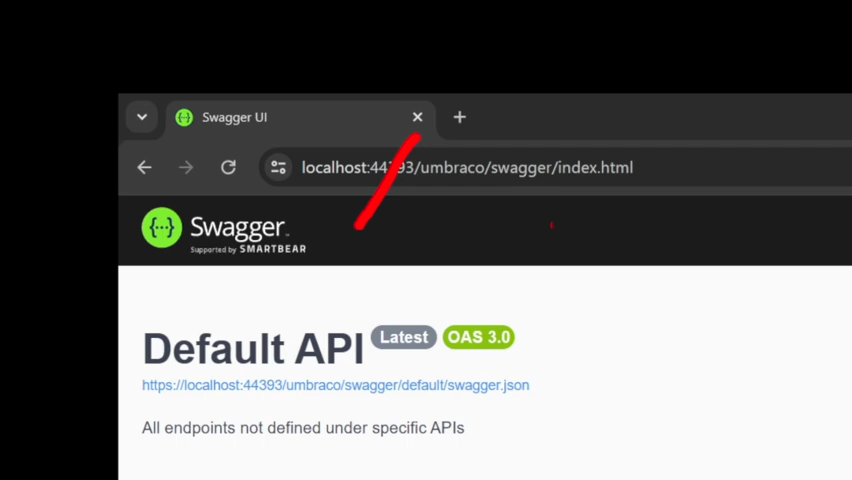 Swagger UI
localhost:44393/umbraco/swagger/index.html
Swagger
Supported by SMARTBEAR
Default API Latest OAS 3.0
https://localhost:44393/umbraco/swagger/default/swagger.json
All endpoints not defined under specific APIs